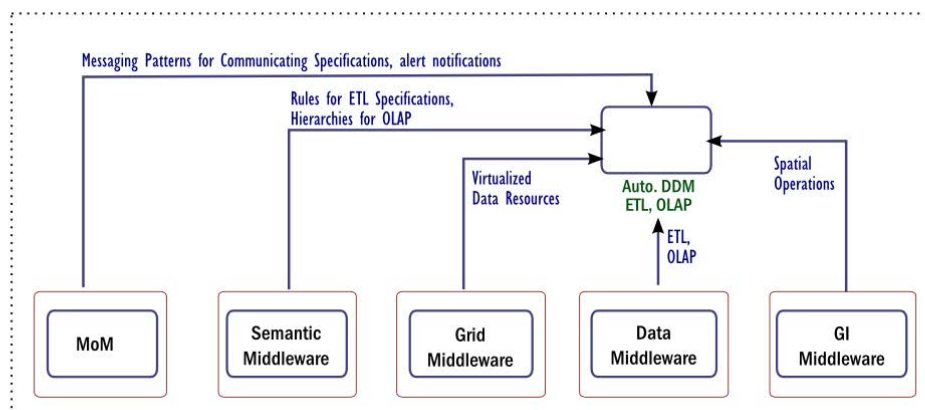 Messaging Patterns for Communicating Specifications, alert notifications
Rules for ETL Specifications,
Hierarchies for OLAP
Virtualized
Data Resources
Spatial
Operations
Auto. DDM
ETL, OLAP
ETL,
OLAP
MoM
Semantic
Middleware
Grid
Middleware
Data
Middleware
GI
Middleware